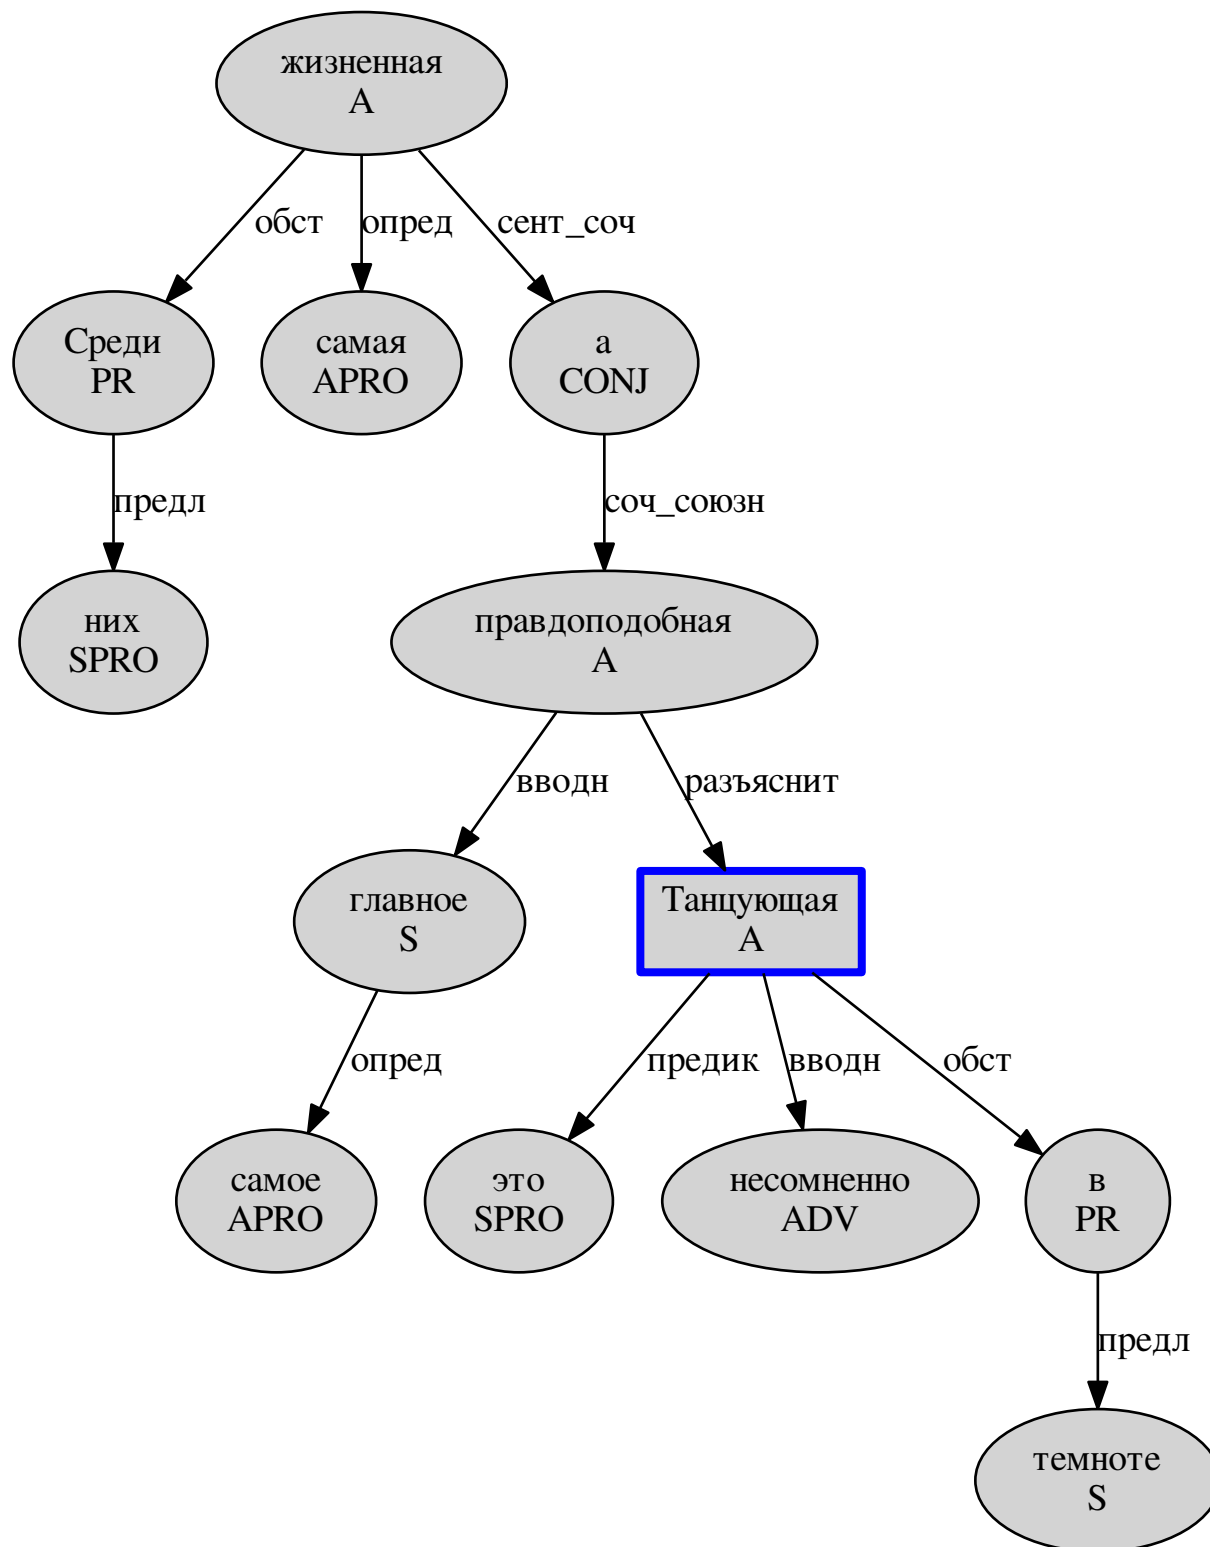 жизненная
A
обст
опред
сент_соч
Среди
PR
самая
APRO
а
CONJ
предл
соч_союзн
них
SPRO
правдоподобная
A
вводн
разъяснит
главное
S
Танцующая
A
опред
предик
вводн
обст
самое
APRO
это
SPRO
несомненно
ADV
в
PR
предл
темноте
S